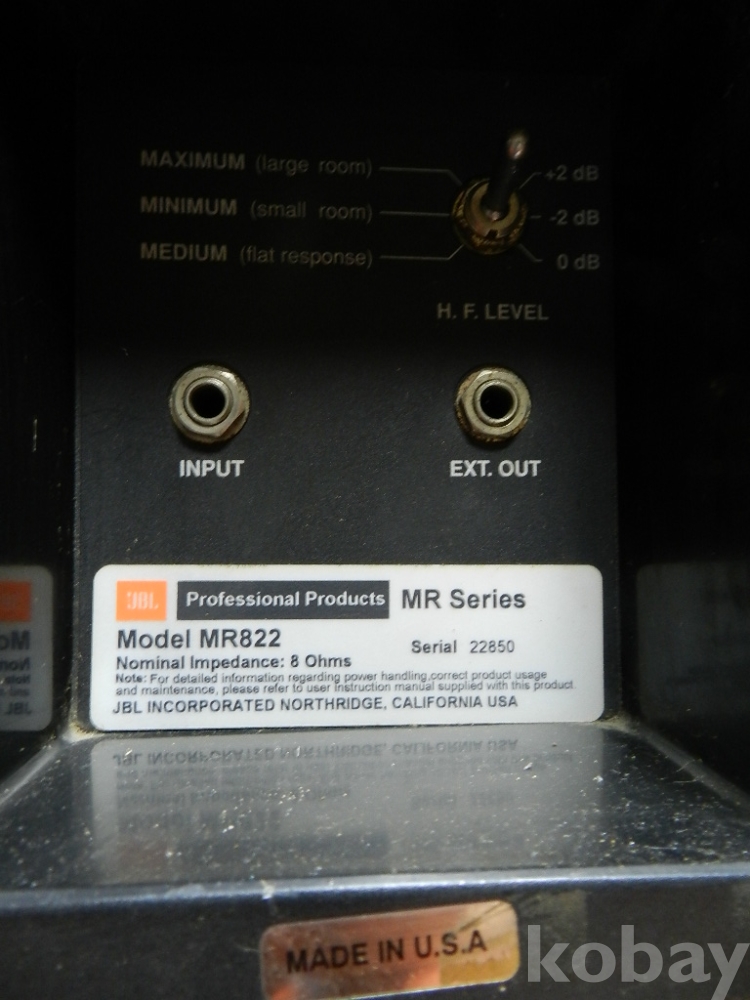 MAXIMUM (large room)
+2 dB
MINIMUM (small room)
-2 dB
MEDIUM (flat response)
0 dB
H. F. LEVEL
INPUT
EXT. OUT
JBL
Professional Products
MR Series
Model MR822
Serial 22850
Nominal Impedance: 8 Ohms
Note: For detailed information regarding power handling,correct product usage
and maintenance, please refer to user instruction manual supplied with this product.
JBL INCORPORATED NORTHRIDGE, CALIFORNIA USA
MADE IN U.S.A
kobay